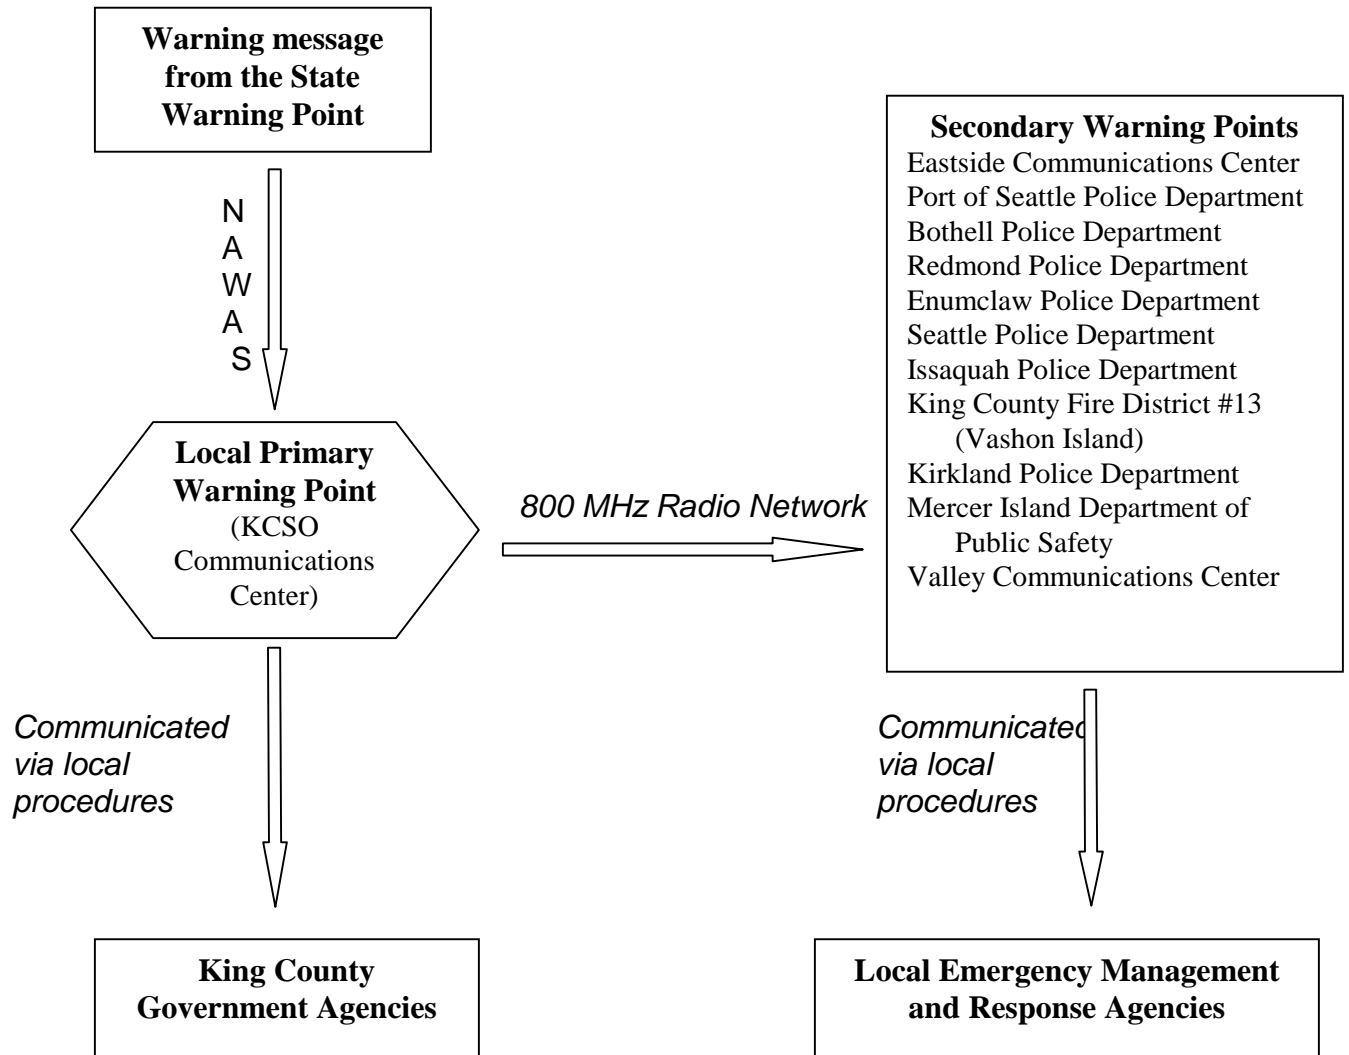 Warning message
from the State
Warning Point
N
A
W
A
S
Local Primary
Warning Point
(KCSO
Communications
Center)
800 MHz Radio Network
Secondary Warning Points
Eastside Communications Center
Port of Seattle Police Department
Bothell Police Department
Redmond Police Department
Enumclaw Police Department
Seattle Police Department
Issaquah Police Department
King County Fire District #13
(Vashon Island)
Kirkland Police Department
Mercer Island Department of
Public Safety
Valley Communications Center
Communicated
via local
procedures
Communicated
via local
procedures
King County
Government Agencies
Local Emergency Management
and Response Agencies